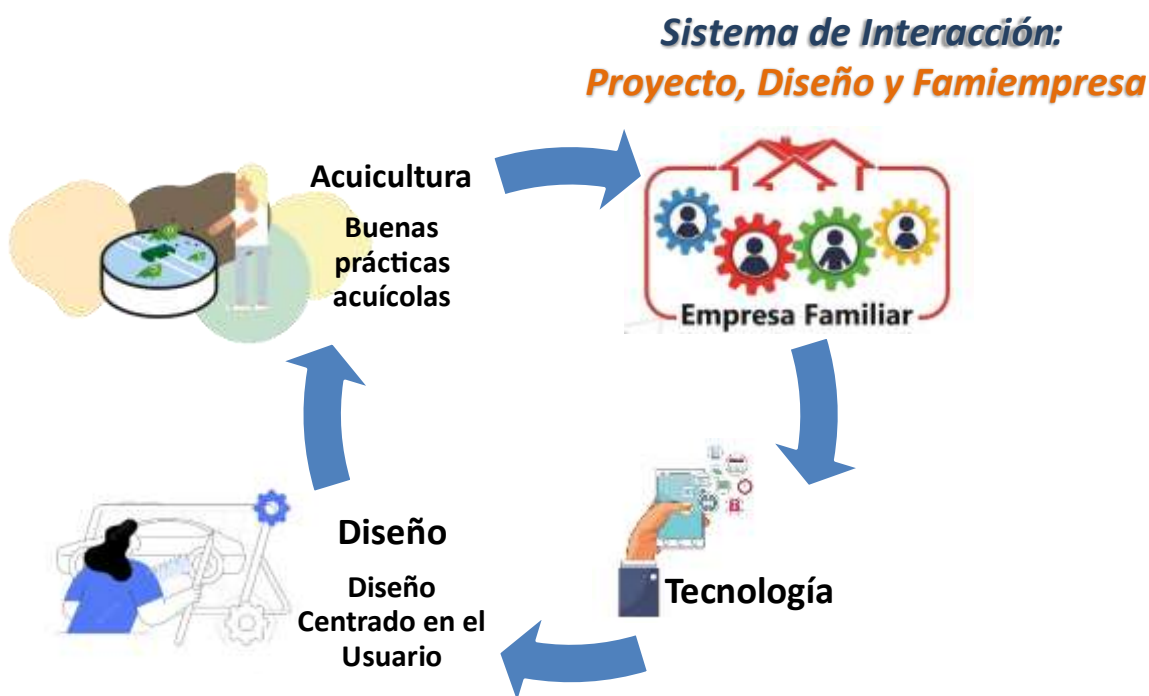 Sistema de Interacción:
Proyecto, Diseño y Famiempresa
Acuicultura
Buenas
prácticas
acuícolas
Empresa Familiar
Tecnología
Diseño
Diseño
Centrado en el
Usuario